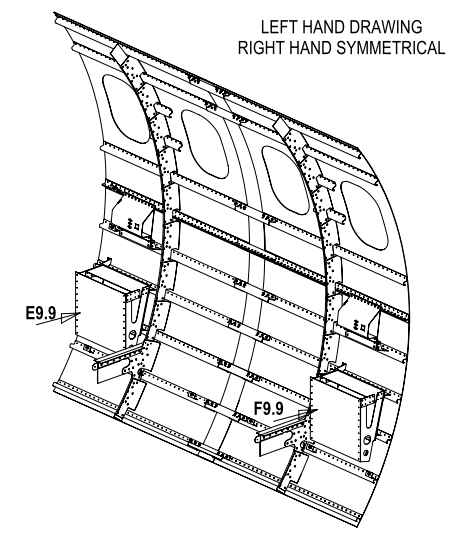 LEFT HAND DRAWING
RIGHT HAND SYMMETRICAL
E9.9
F9.9